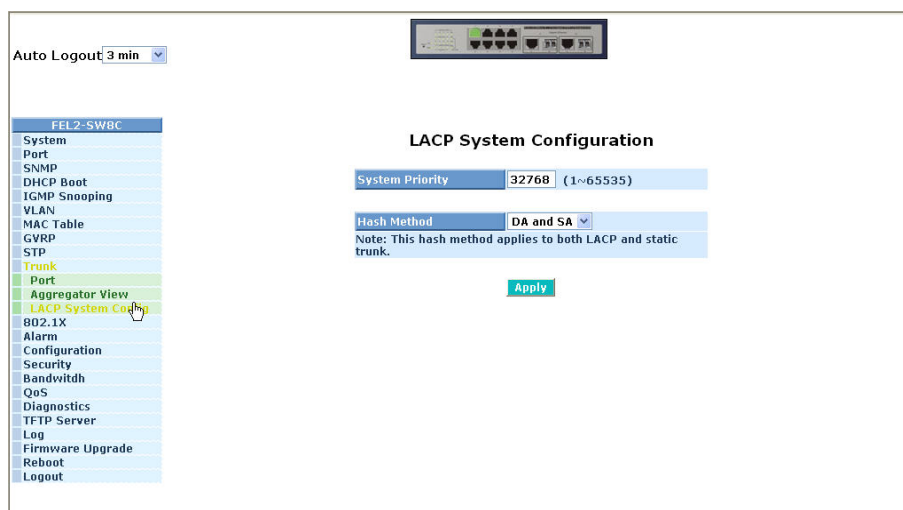 Auto Logout 3 min
FEL2-SW8C
System
Port
SNMP
DHCP Boot
IGMP Snooping
VLAN
MAC Table
GVRP
STP
Trunk
Port
Aggregator View
LACP System Config
802.1X
Alarm
Configuration
Security
Bandwitdh
QoS
Diagnostics
TFTP Server
Log
Firmware Upgrade
Reboot
Logout
LACP System Configuration
System Priority 32768 (1~65535)
Hash Method DA and SA
Note: This hash method applies to both LACP and static
trunk.
Apply